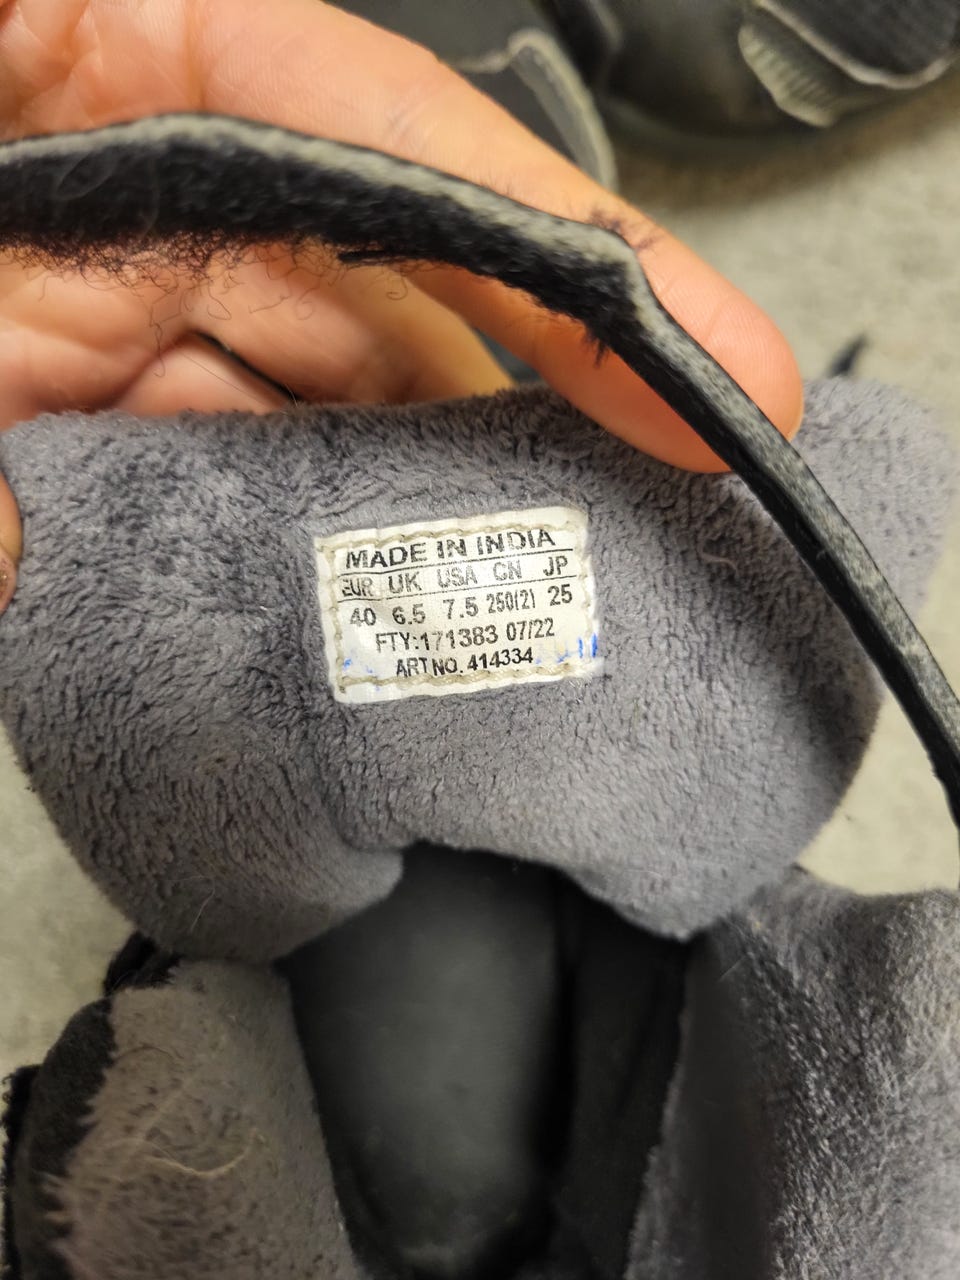 MADE IN INDIA
EUR UK USA CN JP
40 6.5 7.5 250(2) 25
FTY:171383 07/22
ART NO. 414334